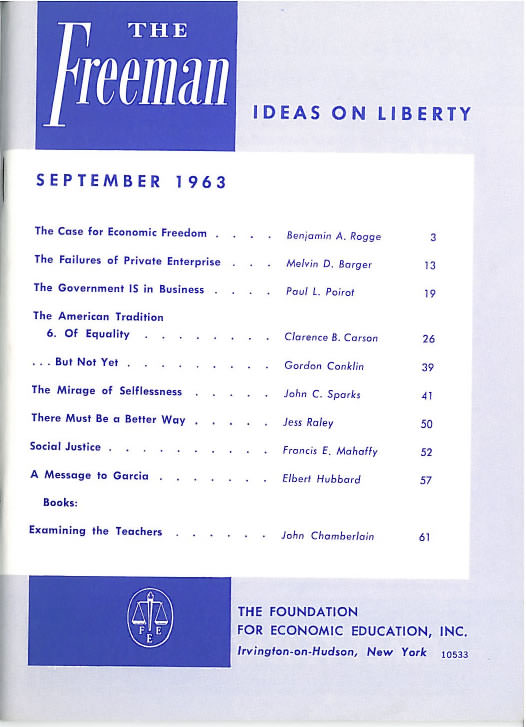 THE
Freeman
IDEAS ON LIBERTY
SEPTEMBER 1963
The Case for Economic Freedom . . . . Benjamin A. Rogge 3
The Failures of Private Enterprise . . . Melvin D. Barger 13
The Government IS in Business . . . . Paul L. Poirot 19
The American Tradition
6. Of Equality . . . . . . . . Clarence B. Carson 26
. . . But Not Yet . . . . . . . . . Gordon Conklin 39
The Mirage of Selflessness . . . . . John C. Sparks 41
There Must Be a Better Way . . . . . Jess Raley 50
Social Justice . . . . . . . . . . Francis E. Mahaffy 52
A Message to Garcia . . . . . . . Elbert Hubbard 57
Books:
Examining the Teachers . . . . . . John Chamberlain 61
F E
E
THE FOUNDATION
FOR ECONOMIC EDUCATION, INC.
Irvington-on-Hudson, New York 10533